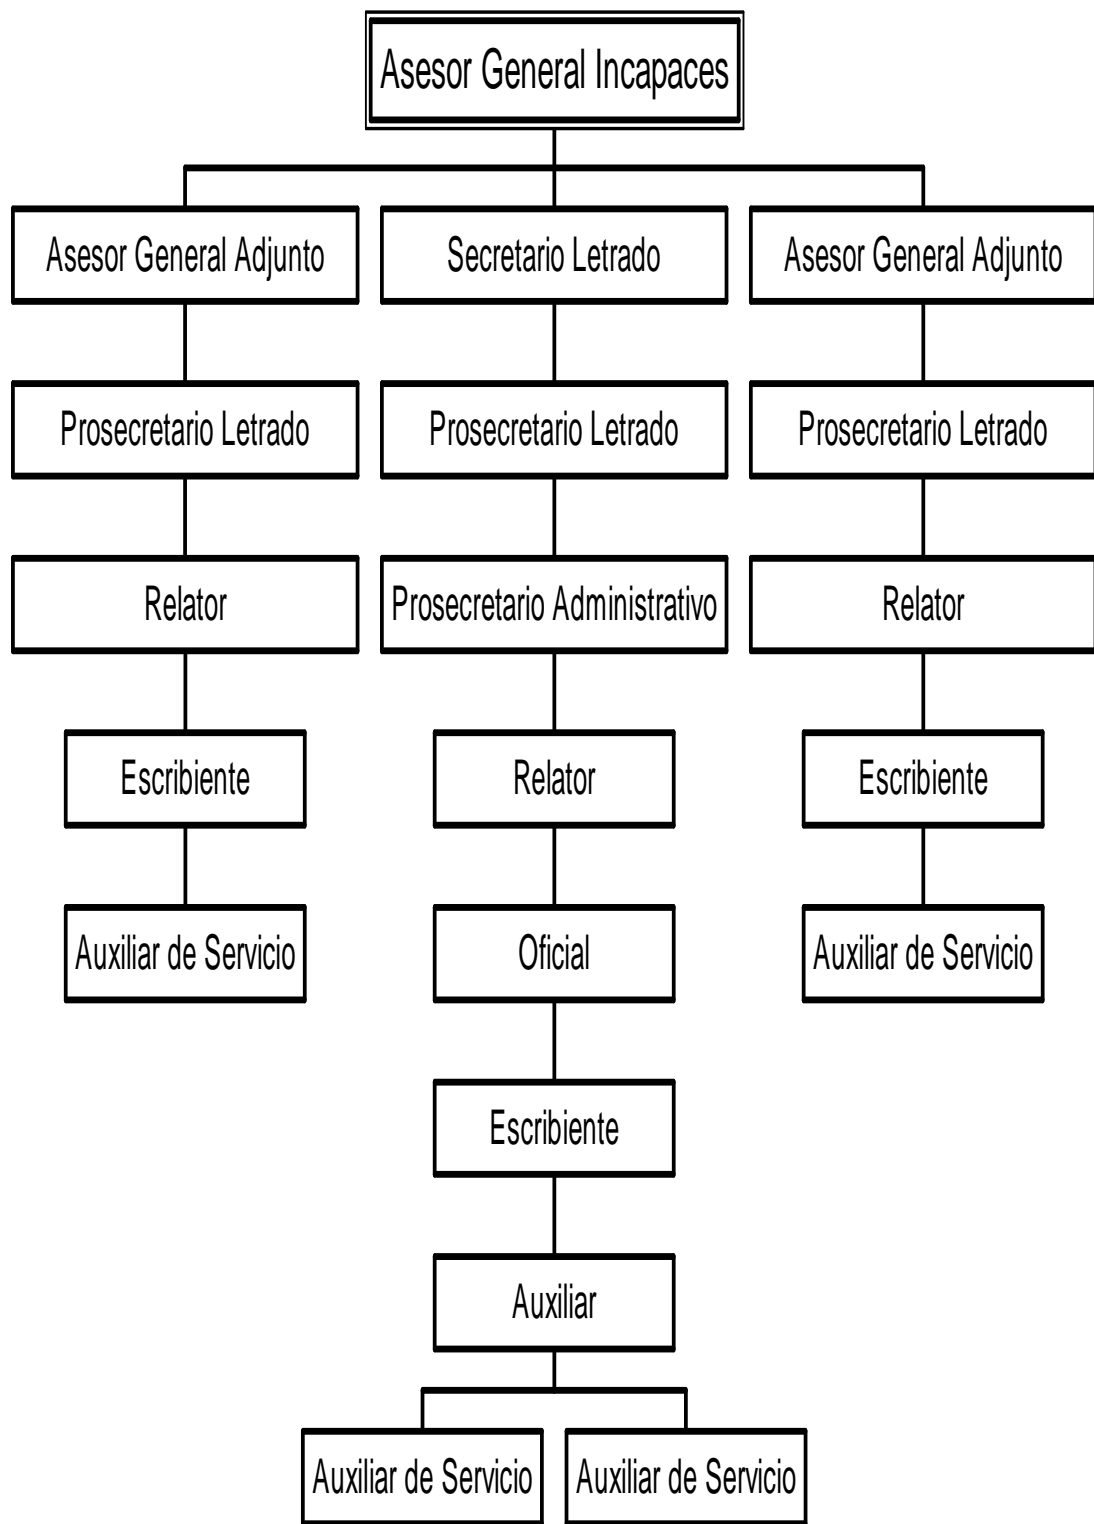 Asesor General Incapaces
Asesor General Adjunto
Secretario Letrado
Asesor General Adjunto
Prosecretario Letrado
Prosecretario Letrado
Prosecretario Letrado
Relator
Prosecretario Administrativo
Relator
Escribiente
Relator
Escribiente
Auxiliar de Servicio
Oficial
Auxiliar de Servicio
Escribiente
Auxiliar
Auxiliar de Servicio
Auxiliar de Servicio